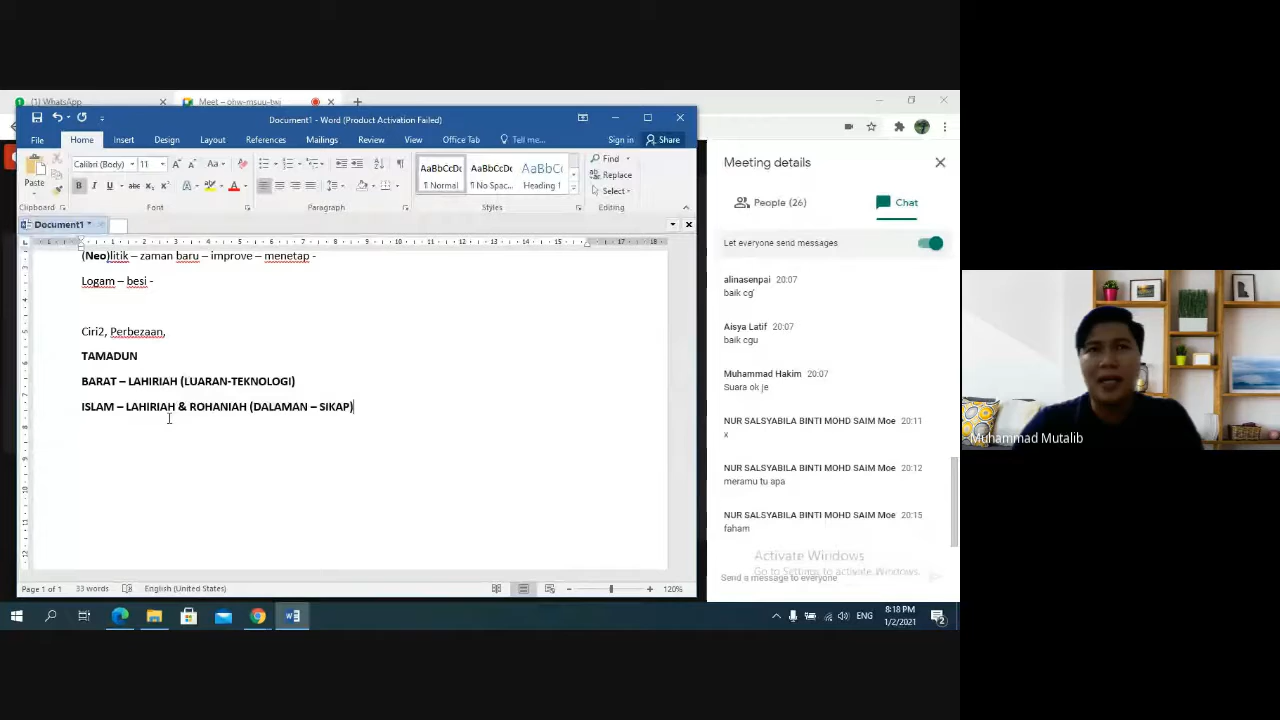 (1) WhatsApp
Meet – ohw-msuu-bwj
Document1 - Word (Product Activation Failed)
File Home Insert Design Layout References Mailings Review View Office Tab Tell me... Sign in Share
Calibri (Body) 11
Paste
AaBbCcDc AaBbCcDc AaBbCc
¶ Normal ¶ No Spac... Heading 1
Find
Replace
Select
Clipboard Font Paragraph Styles Editing
Document1 *
(Neo)litik – zaman baru – improve – menetap -
Logam – besi -
Ciri2, Perbezaan,
TAMADUN
BARAT – LAHIRIAH (LUARAN-TEKNOLOGI)
ISLAM – LAHIRIAH & ROHANIAH (DALAMAN – SIKAP)
Page 1 of 1 33 words English (United States) 120%
Meeting details
People (26) Chat
Let everyone send messages
alinasenpai 20:07
baik cg'
Aisya Latif 20:07
baik cgu
Muhammad Hakim 20:07
Suara ok je
NUR SALSYABILA BINTI MOHD SAIM Moe 20:11
x
NUR SALSYABILA BINTI MOHD SAIM Moe 20:12
meramu tu apa
NUR SALSYABILA BINTI MOHD SAIM Moe 20:15
faham
Activate Windows
Go to Settings to activate Windows.
Send a message to everyone
ENG
8:18 PM
1/2/2021
2
Muhammad Mutalib